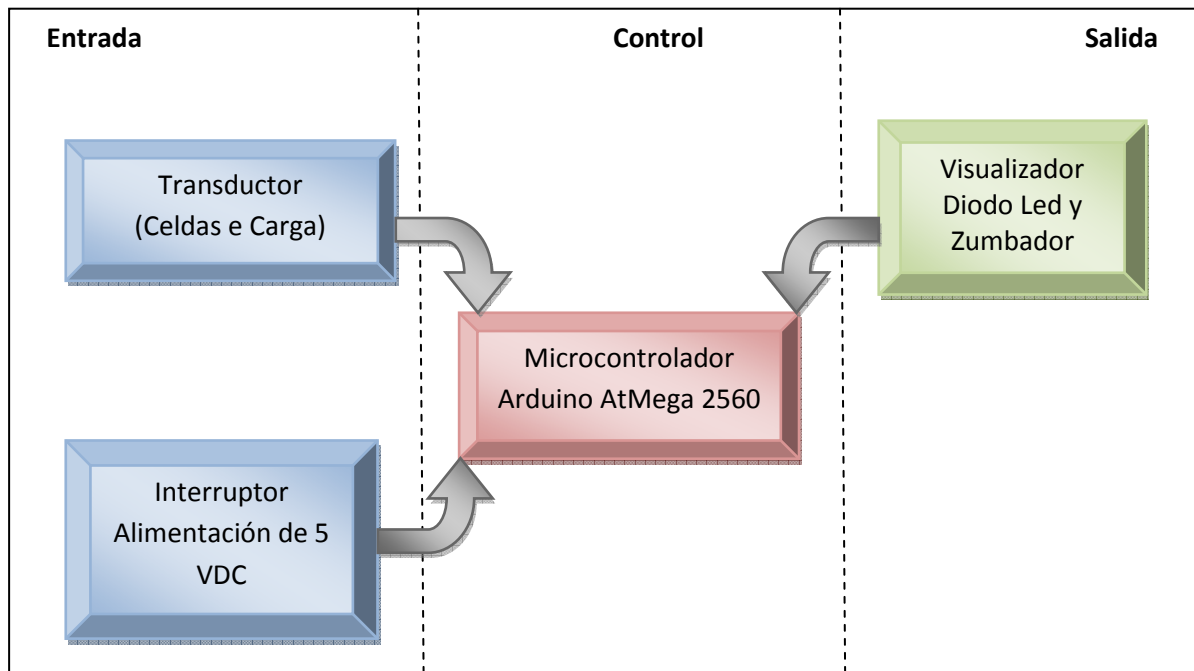 Entrada
Control
Salida
Transductor
(Celdas e Carga)
Visualizador
Diodo Led y
Zumbador
Microcontrolador
Arduino AtMega 2560
Interruptor
Alimentación de 5
VDC